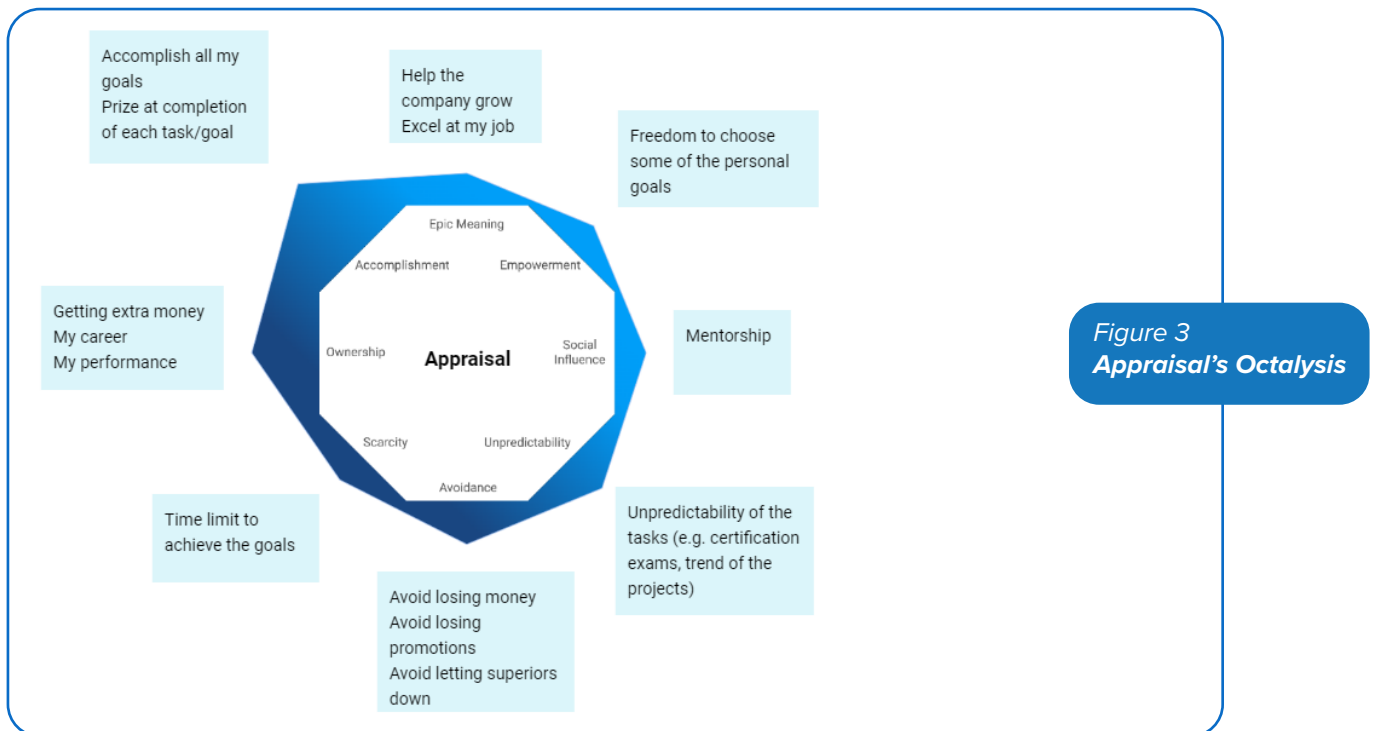 Accomplish all my
goals
Prize at completion
of each task/goal
Help the
company grow
Excel at my job
Freedom to choose
some of the personal
goals
Epic Meaning
Accomplishment
Empowerment
Getting extra money
My career
My performance
Ownership
Appraisal
Social
Influence
Mentorship
Figure 3
Appraisal's Octalysis
Scarcity
Unpredictability
Avoidance
Time limit to
achieve the goals
Unpredictability of the
tasks (e.g. certification
exams, trend of the
projects)
Avoid losing money
Avoid losing
promotions
Avoid letting superiors
down